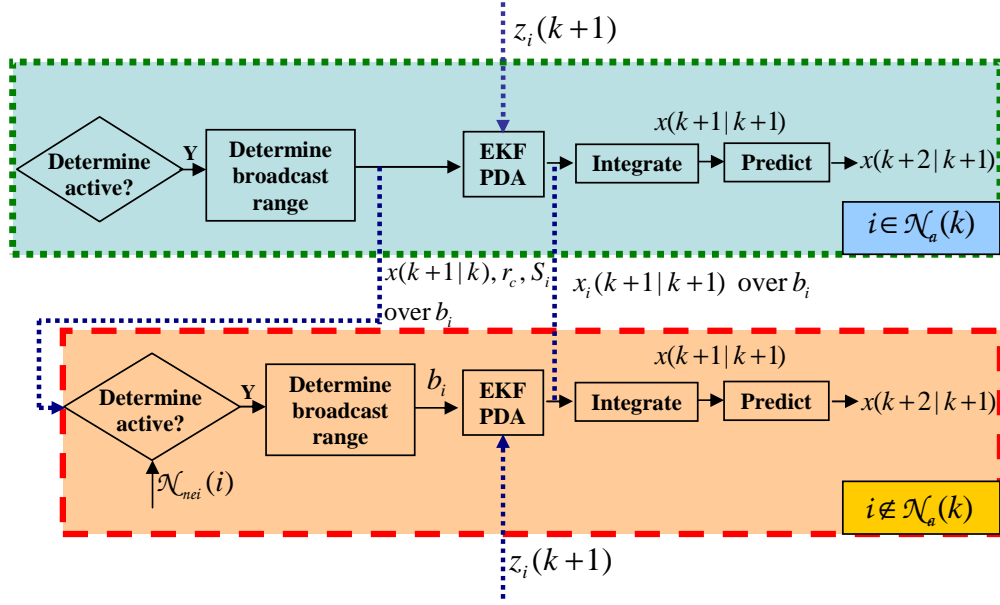 z_i(k+1)
x(k+1|k+1)
Determine active?
Y
Determine broadcast range
EKF PDA
Integrate
Predict
x(k+2|k+1)
i ∈ 𝒩_a(k)
x(k+1|k), r_c, S_i
over b_i
x_i(k+1|k+1) over b_i
x(k+1|k+1)
Determine active?
Y
Determine broadcast range
b_i
EKF PDA
Integrate
Predict
x(k+2|k+1)
𝒩_nei(i)
i ∉ 𝒩_a(k)
z_i(k+1)